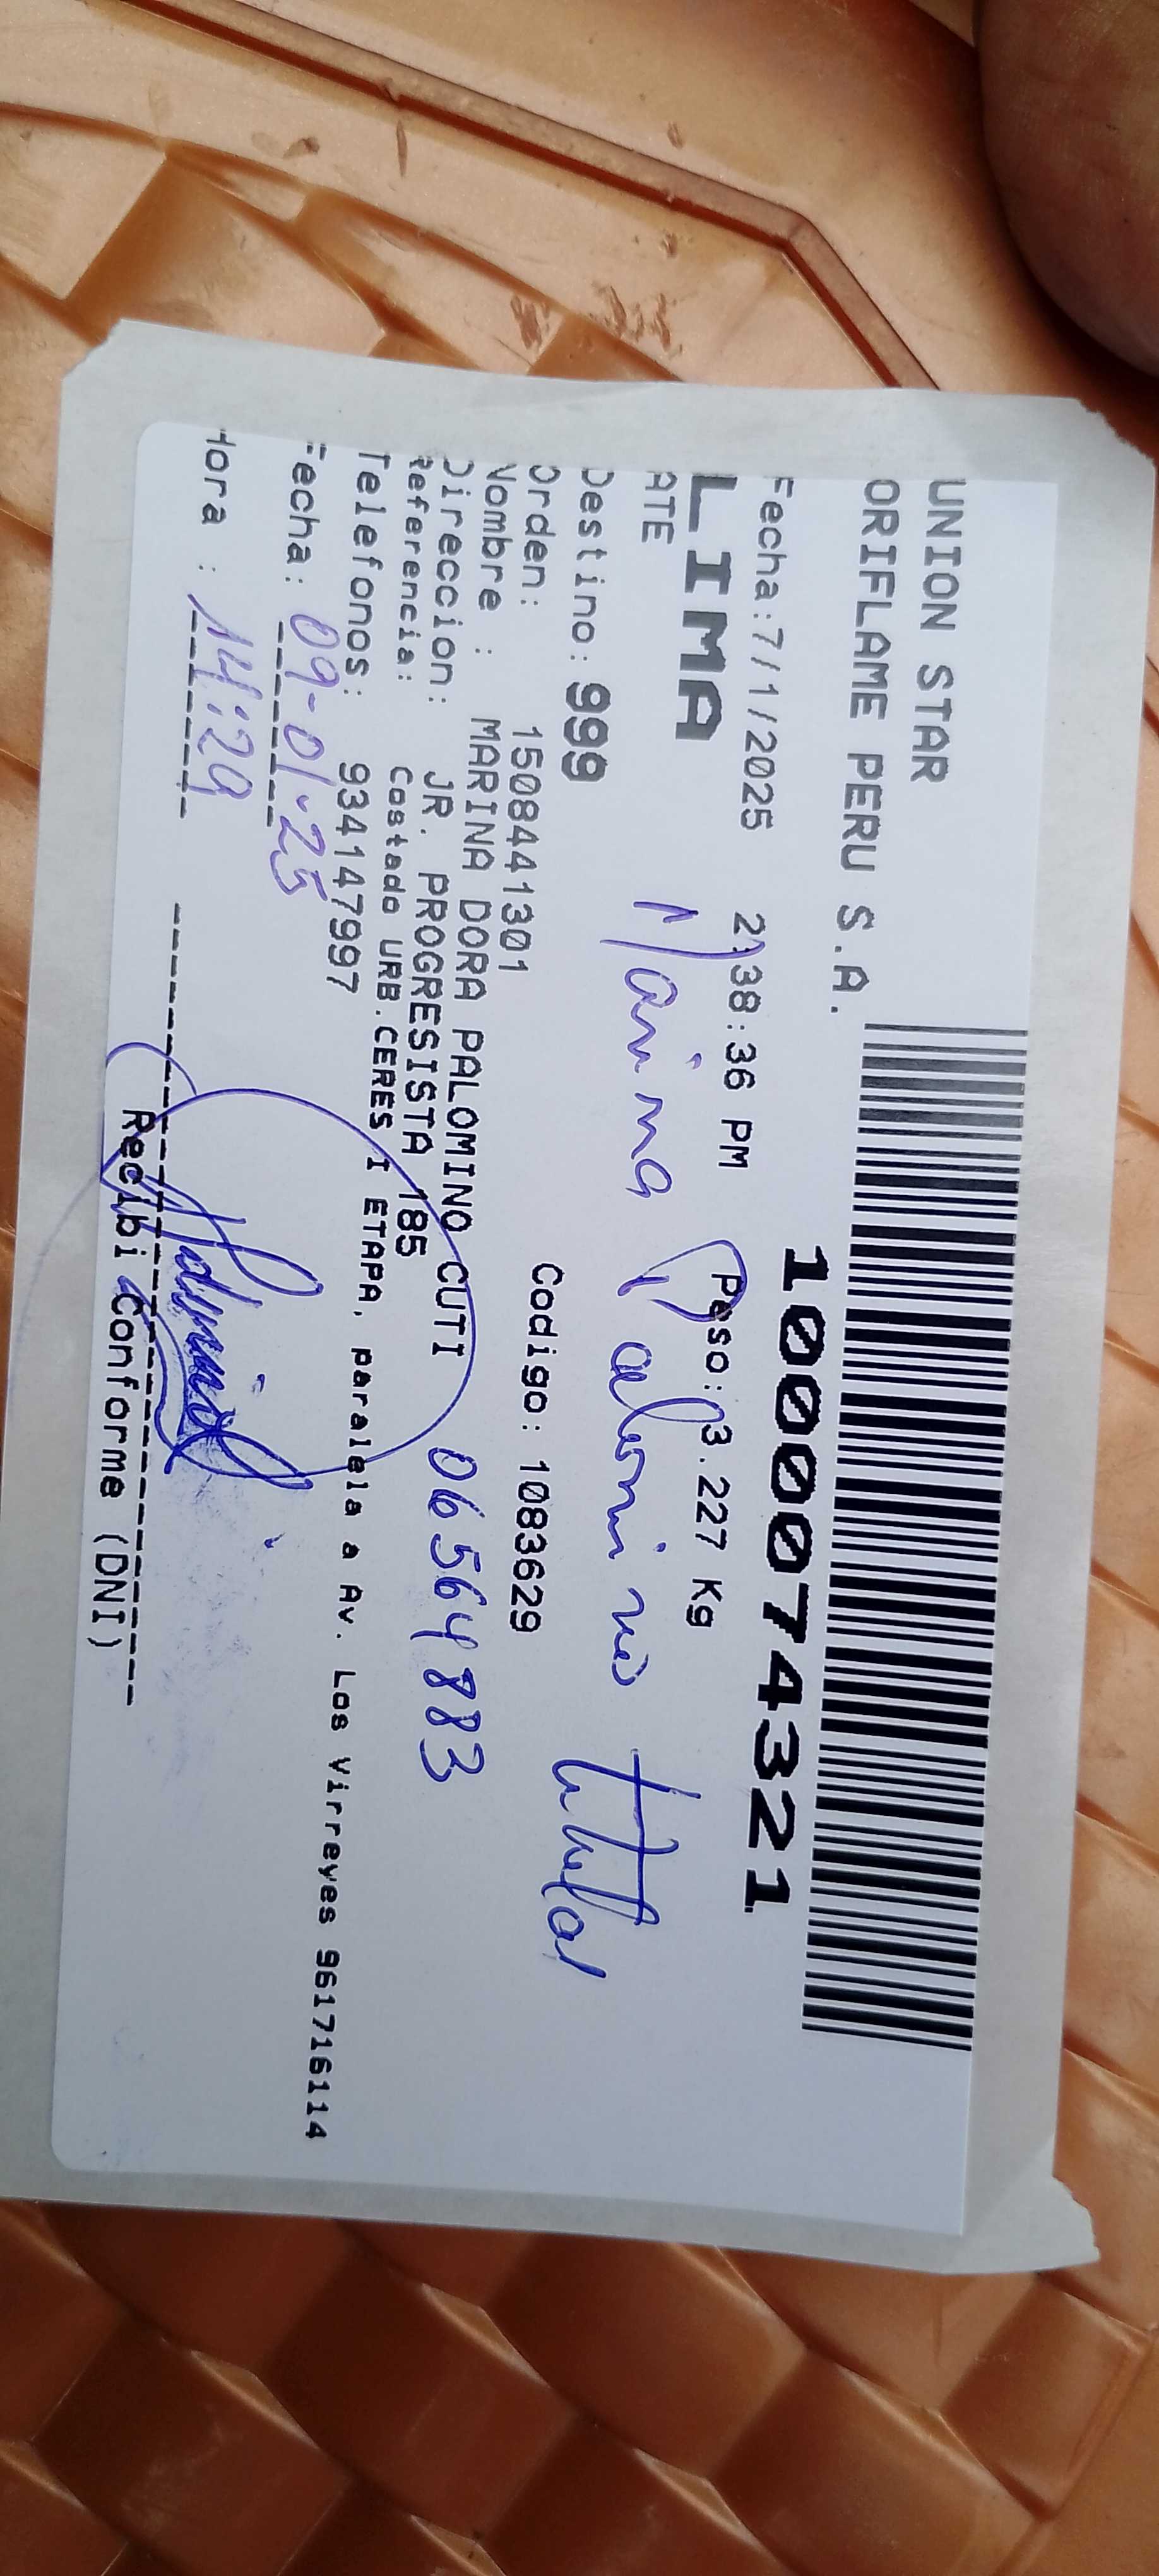 UNION STAR
ORIFLAME PERU S.A.
1000074321
Fecha:7/1/2025 2:38:36 PM Peso:3.227 Kg
LIMA
ATE
Marina Palomino titular
Destino: 999
Orden: 1508441301 Codigo: 1083629
Nombre : MARINA DORA PALOMINO CUTI
06564883
Direccion: JR. PROGRESISTA 185
Referencia: Costado URB.CERES I ETAPA, paralela a Av. Los Virreyes 961716114
Telefonos: 934147997
Fecha: 09-01-25
Hora : 14:29
Recibi Conforme (DNI)